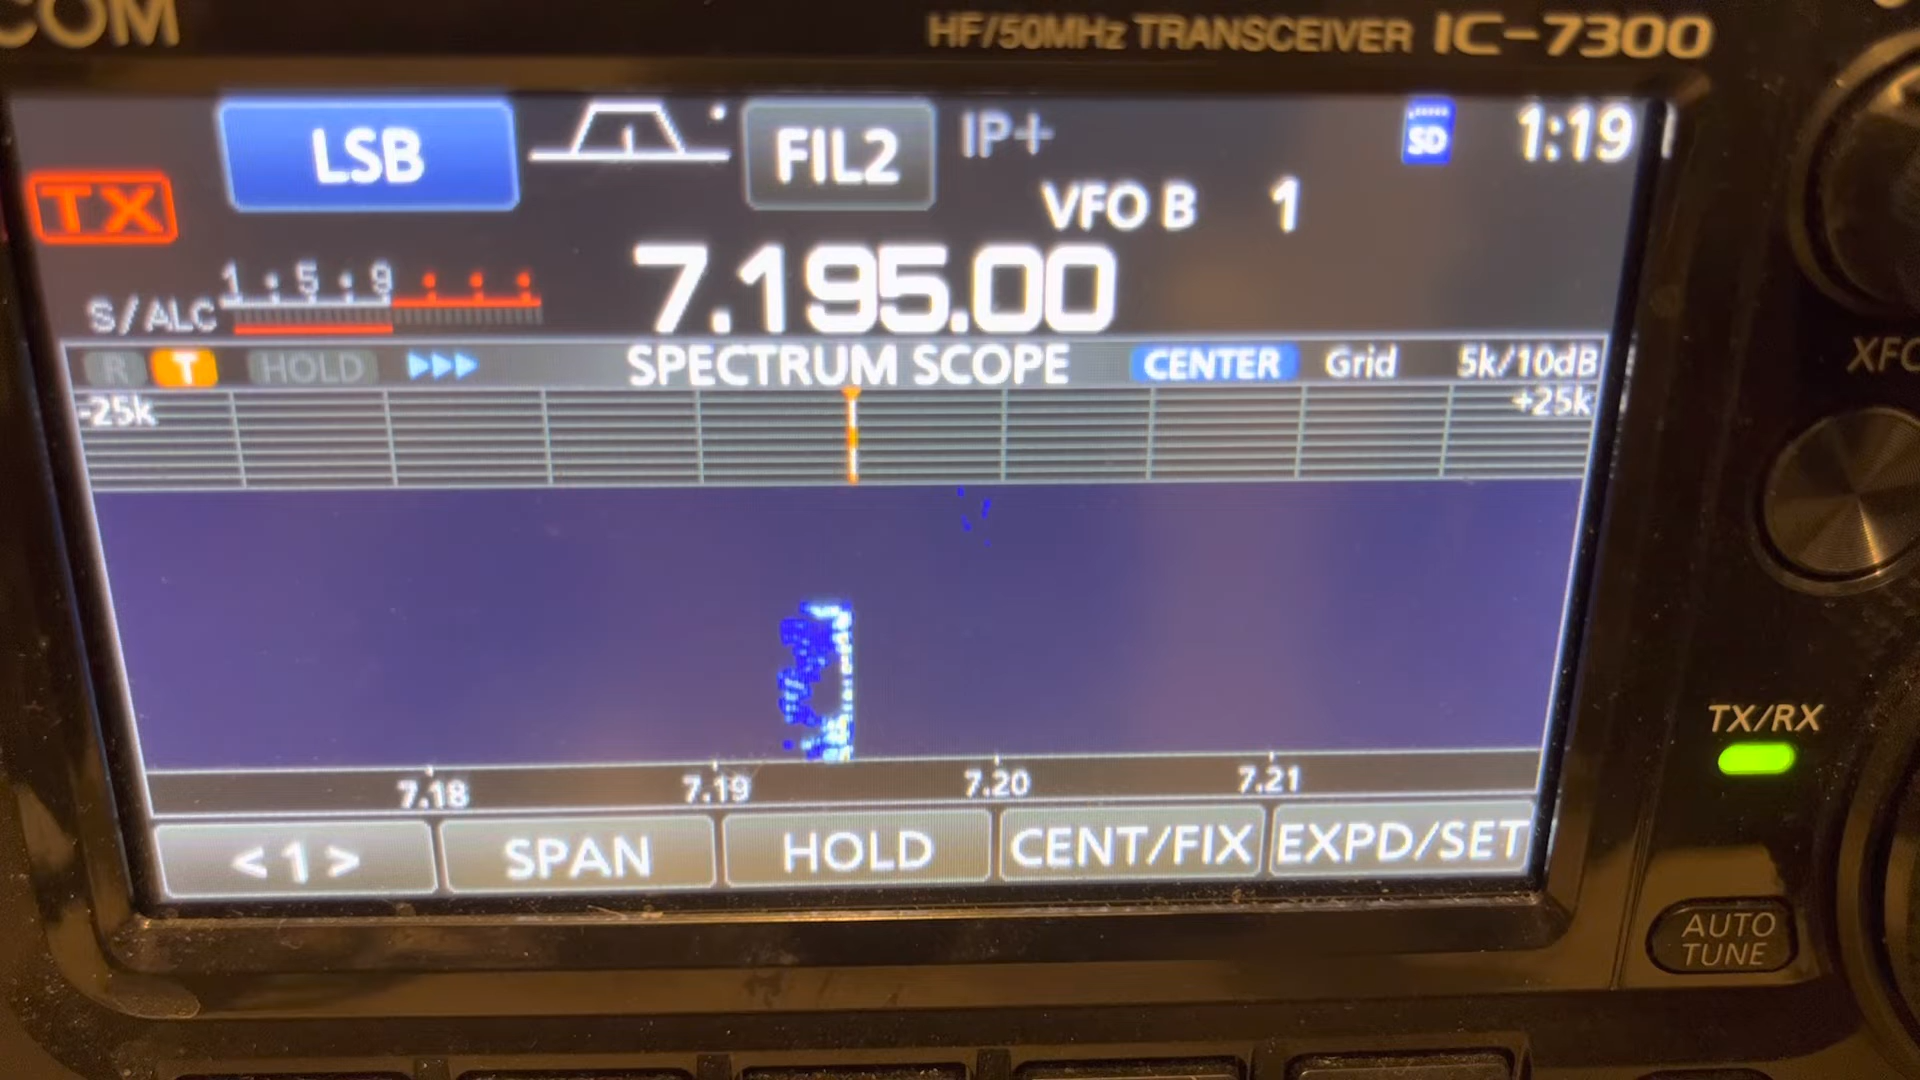 COM HF/50MHz TRANSCEIVER IC-7300
LSB FIL2 IP+ SD 1:19
TX VFO B 1
1 5 9 7.195.00
S/ALC
R T HOLD SPECTRUM SCOPE CENTER Grid 5k/10dB XFC
-25k +25k
TX/RX
7.18 7.19 7.20 7.21
<1> SPAN HOLD CENT/FIX EXPD/SET
AUTO
TUNE